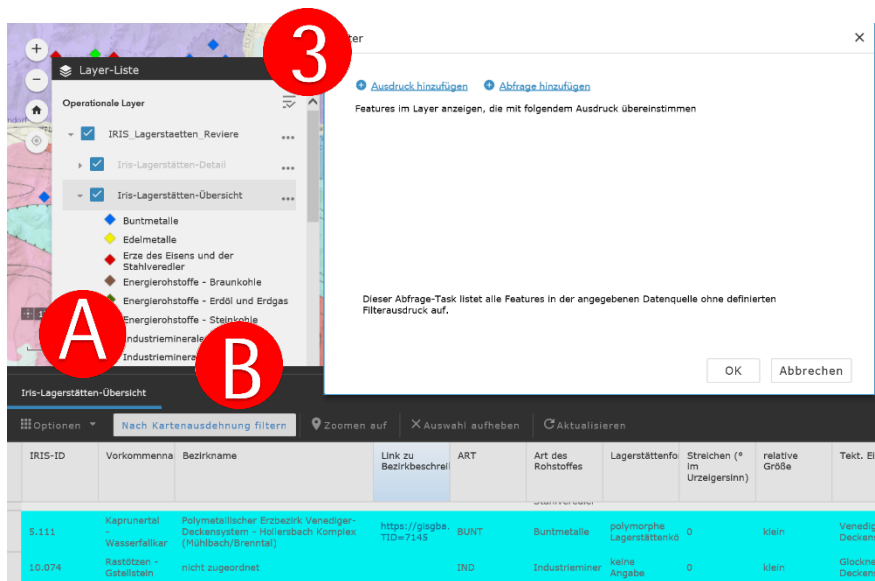 3
ter
Layer-Liste
Operationale Layer
IRIS_Lagerstaetten_Reviere
Iris-Lagerstätten-Detail
Iris-Lagerstätten-Übersicht
Buntmetalle
Edelmetalle
Erze des Eisens und der
Stahlveredler
Energierohstoffe - Braunkohle
Energierohstoffe - Erdöl und Erdgas
Energierohstoffe - Steinkohle
Industriemineral
Industriemineral
A
B
Ausdruck hinzufügen
Abfrage hinzufügen
Features im Layer anzeigen, die mit folgendem Ausdruck übereinstimmen
Dieser Abfrage-Task listet alle Features in der angegebenen Datenquelle ohne definierten
Filterausdruck auf.
OK
Abbrechen
Iris-Lagerstätten-Übersicht
Optionen
Nach Kartenausdehnung filtern
Zoomen auf
Auswahl aufheben
Aktualisieren
IRIS-ID
Vorkommenna
Bezirkname
Link zu
Bezirkbeschreil
ART
Art des
Rohstoffes
Lagerstättenfo
Streichen (°
im
Urzeigersinn)
relative
Größe
Tekt. Ei
5.111
Kaprunertal
-
Wasserfallkar
Polymetallischer Erzbezirk Venediger-
Deckensystem - Hollersbach Komplex
(Mühlbach/Brenntal)
https://gisgba.
TID=7145
BUNT
Buntmetalle
polymorphe
Lagerstättenkö
0
klein
Venedig
Deckens
10.074
Rastötzen -
Gstellstein
nicht zugeordnet
IND
Industrieminer
keine
Angabe
0
klein
Glockne
Deckens